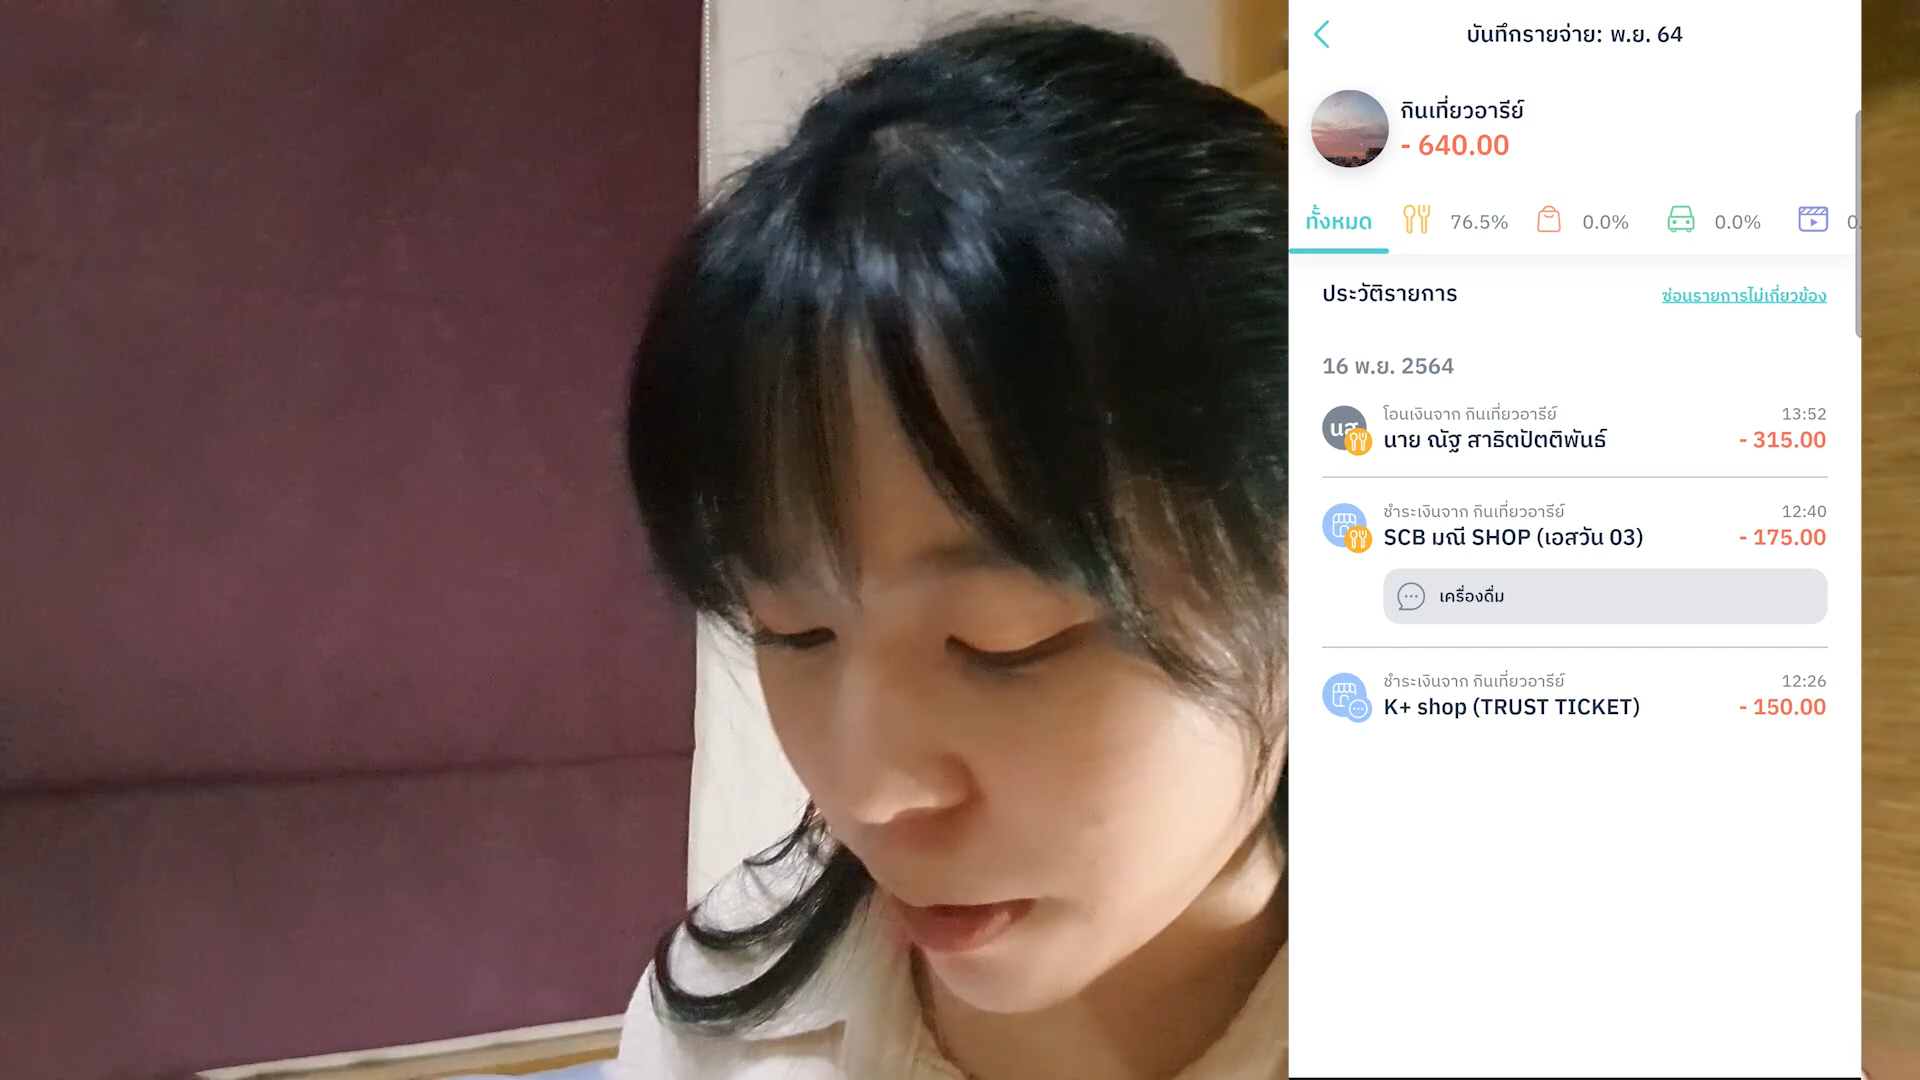 บันทึกรายจ่าย: พ.ย. 64
กินเที่ยวอารีย์
- 640.00
ทั้งหมด 76.5% 0.0% 0.0% 0.
ประวัติรายการ ซ่อนรายการไม่เกี่ยวข้อง
16 พ.ย. 2564
โอนเงินจาก กินเที่ยวอารีย์ 13:52
นส นาย ณัฐ สาธิตปัตติพันธ์ - 315.00
ชำระเงินจาก กินเที่ยวอารีย์ 12:40
SCB มณี SHOP (เอสวัน 03) - 175.00
เครื่องดื่ม
ชำระเงินจาก กินเที่ยวอารีย์ 12:26
K+ shop (TRUST TICKET) - 150.00